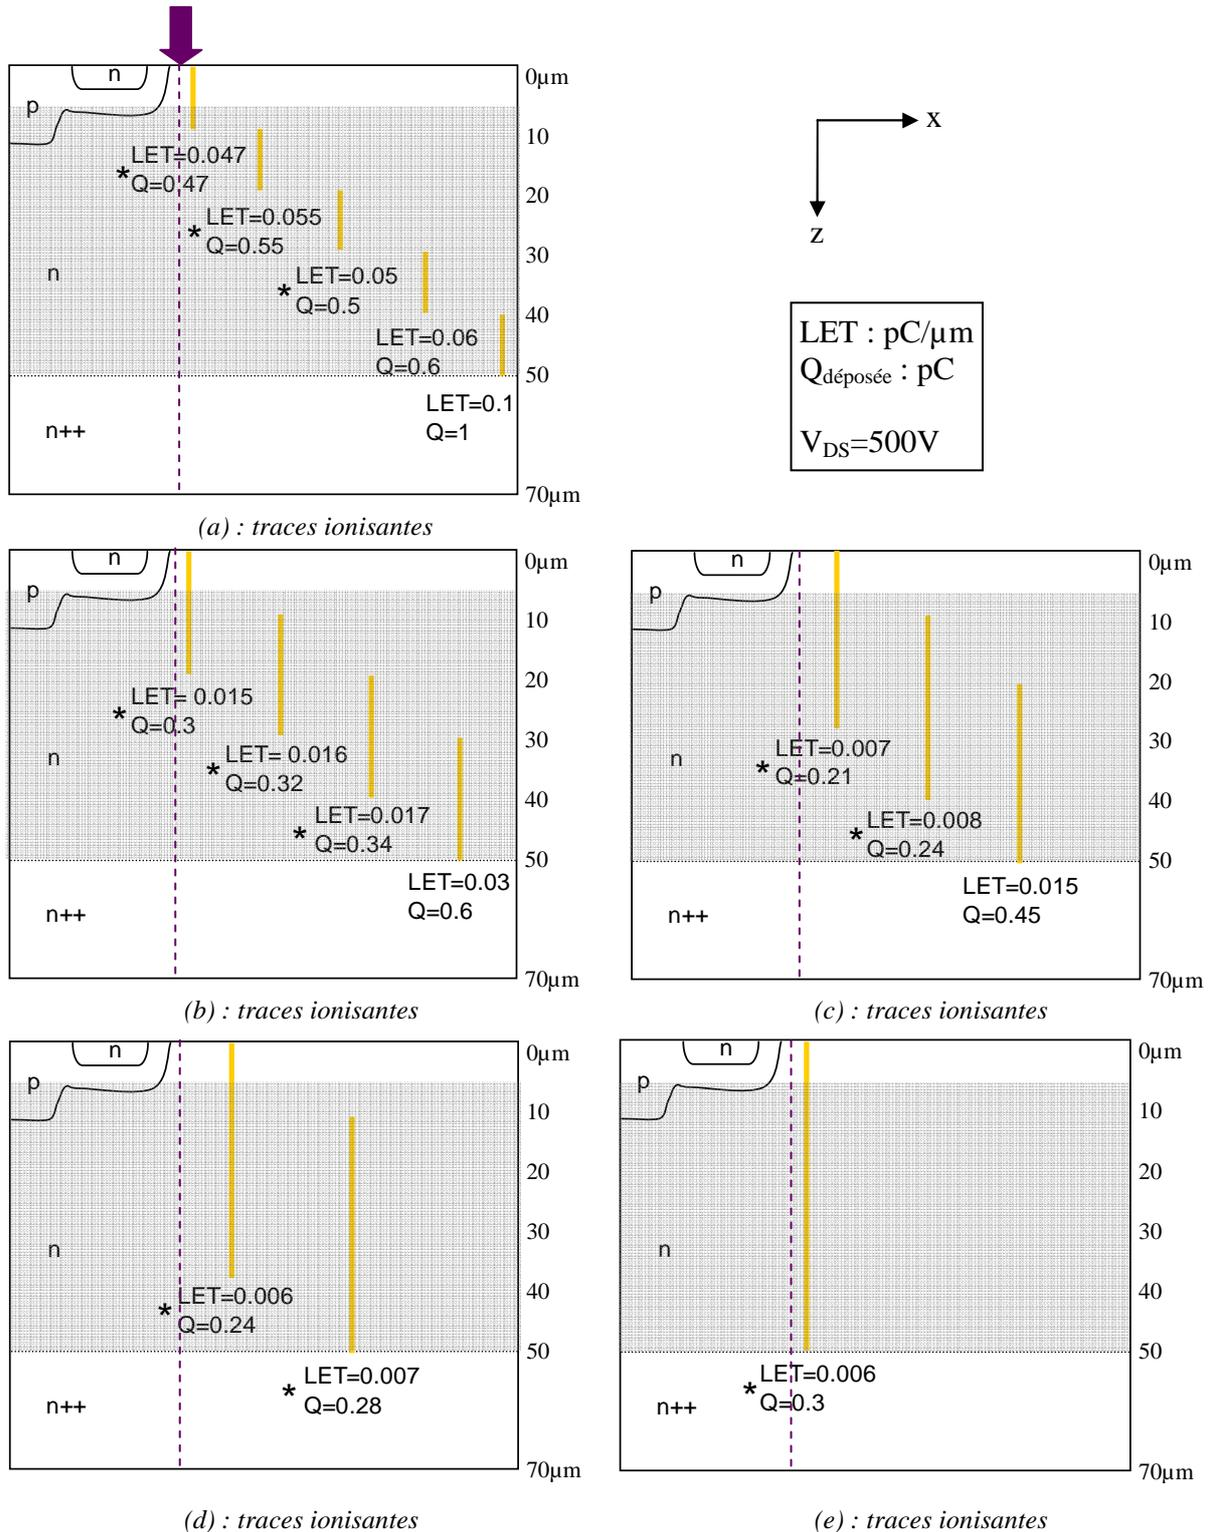 n
p
0µm
10
* LET=0.047
Q=0.47
20
* LET=0.055
Q=0.55
30
n
* LET=0.05
Q=0.5
40
LET=0.06
Q=0.6
50
LET=0.1
Q=1
n++
70µm
(a) : traces ionisantes
x
z
LET : pC/µm
Qdéposée : pC
VDS=500V
n
p
0µm
10
20
* LET= 0.015
Q=0.3
30
n
* LET= 0.016
Q=0.32
40
* LET=0.017
Q=0.34
50
LET=0.03
Q=0.6
n++
70µm
(b) : traces ionisantes
n
p
0µm
10
20
30
n
* LET=0.007
Q=0.21
40
* LET=0.008
Q=0.24
50
LET=0.015
Q=0.45
n++
70µm
(c) : traces ionisantes
n
p
0µm
10
20
30
n
40
* LET=0.006
Q=0.24
50
* LET=0.007
Q=0.28
n++
70µm
(d) : traces ionisantes
n
p
0µm
10
20
30
n
40
50
* LET=0.006
Q=0.3
n++
70µm
(e) : traces ionisantes